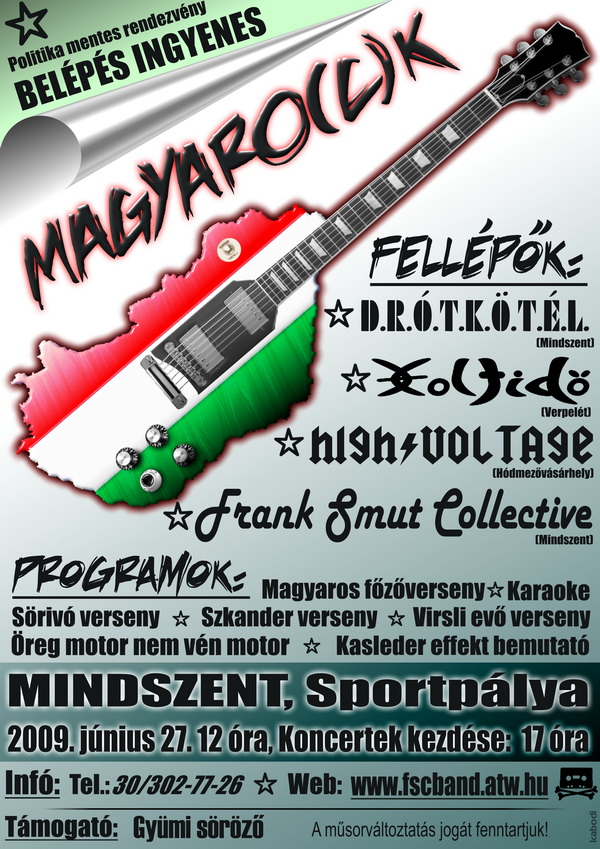 Politika mentes rendezvény
BELÉPÉS INGYENES
MAGYARO(C)K
FELLÉPŐK:
☆ D.R.Ó.T.K.Ö.T.É.L.
(Mindszent)
☆ Holtidő
(Verpelét)
☆ high⚡VOLTAge
(Hódmezővásárhely)
☆ Frank Smut Collective
(Mindszent)
PROGRAMOK: Magyaros főzőverseny ☆ Karaoke
Sörivó verseny ☆ Szkander verseny ☆ Virsli evő verseny
Öreg motor nem vén motor ☆ Kasleder effekt bemutató
MINDSZENT, Sportpálya
2009. június 27. 12 óra, Koncertek kezdése: 17 óra
Infó: Tel.: 30/302-77-26 ☆ Web: www.fscband.atw.hu
Támogató: Gyümi söröző A műsorváltoztatás jogát fenntartjuk!
kabodi